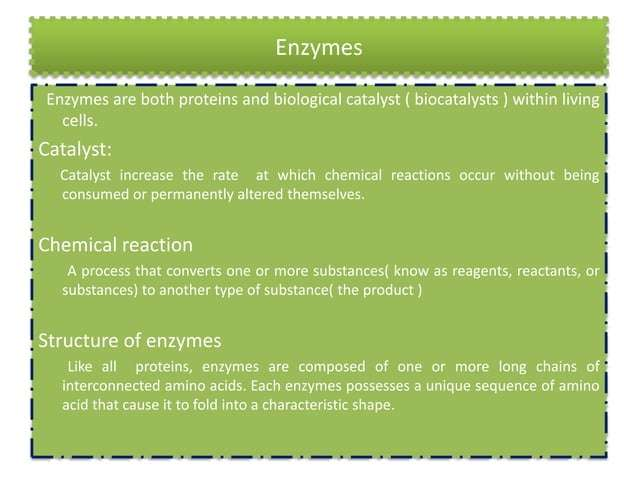 Enzymes
Enzymes are both proteins and biological catalyst ( biocatalysts ) within living
cells.
Catalyst:
Catalyst increase the rate at which chemical reactions occur without being
consumed or permanently altered themselves.
Chemical reaction
A process that converts one or more substances( know as reagents, reactants, or
substances) to another type of substance( the product )
Structure of enzymes
Like all proteins, enzymes are composed of one or more long chains of
interconnected amino acids. Each enzymes possesses a unique sequence of amino
acid that cause it to fold into a characteristic shape.